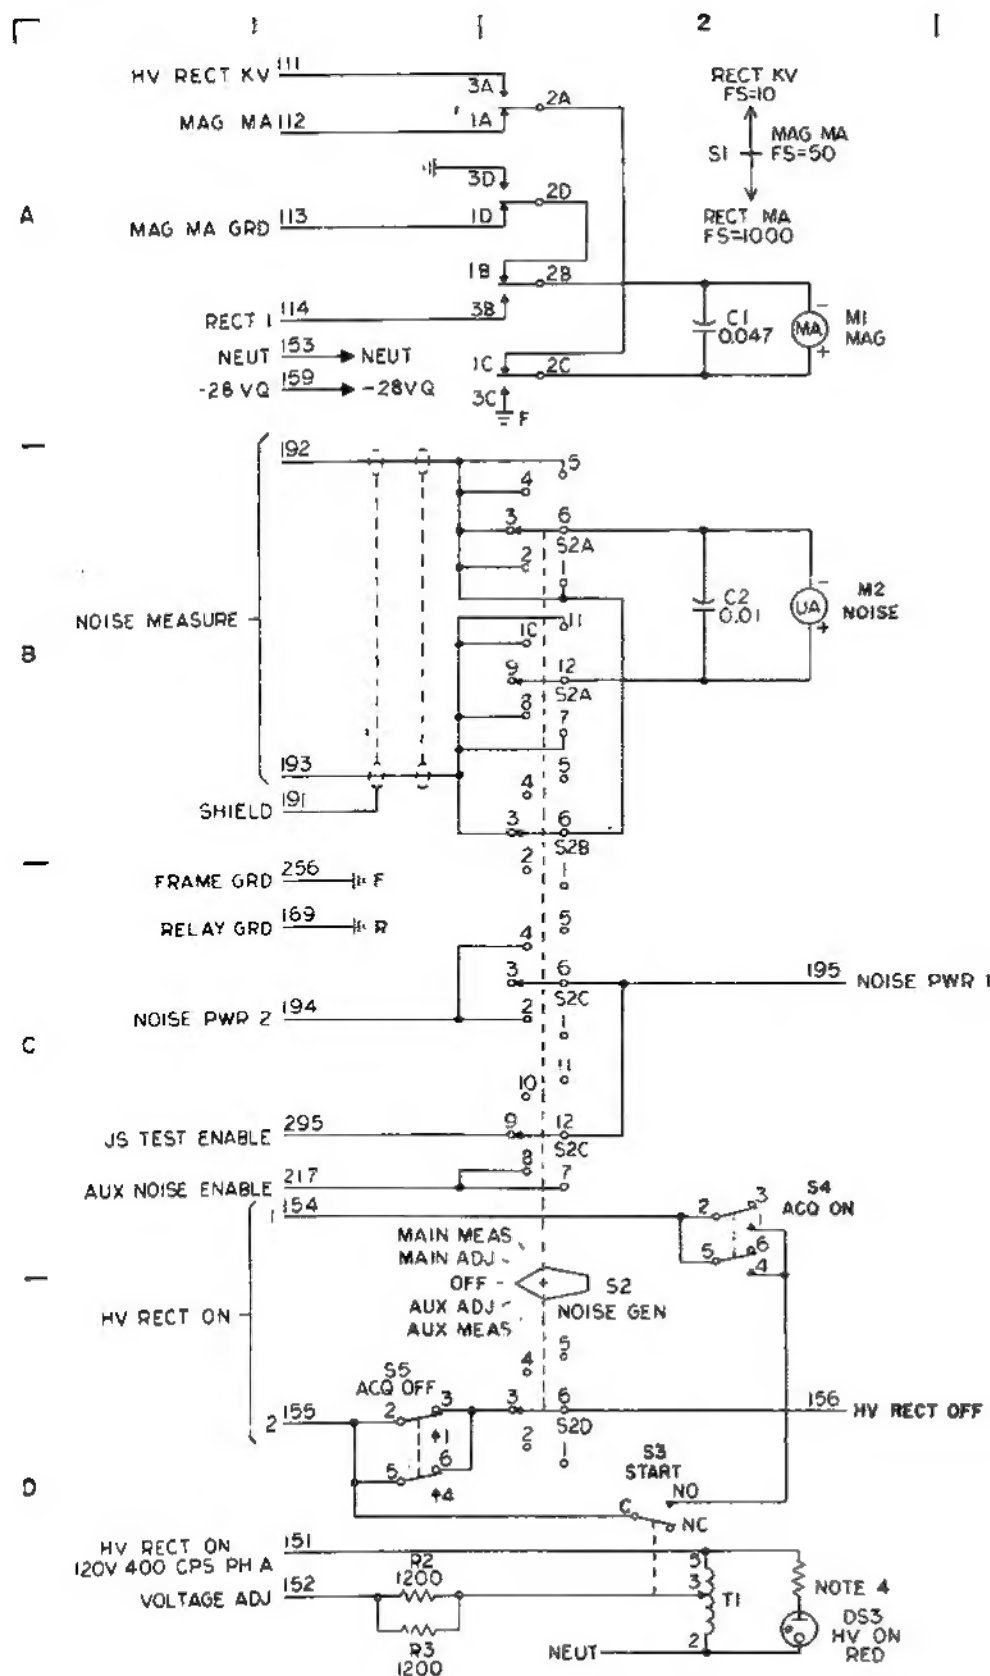 2
HV RECT KV 111
3A
2A
RECT KV
FS=10
MAG MA 112
1A
S1
MAG MA
FS=50
3D
2D
A
MAG MA GRD 113
1D
RECT MA
FS=1000
1B
2B
RECT 1 114
3B
C1
0.047
MA
-
+
M1
MAG
NEUT 153 NEUT
1C
2C
-28 VQ 159 -28VQ
3C
F
192
5
4
3
6
S2A
2
1
C2
0.01
UA
-
+
M2
NOISE
NOISE MEASURE
B
11
10
9
12
S2A
8
7
193
5
4
SHIELD 191
3
6
S2B
2
1
FRAME GRD 256 F
RELAY GRD 169 R
5
4
3
6
S2C
195 NOISE PWR 1
NOISE PWR 2 194
2
1
C
11
10
JS TEST ENABLE 295
9
12
S2C
8
7
AUX NOISE ENABLE 217
1 154
2
3
1
S4
ACQ ON
5
6
4
MAIN MEAS
MAIN ADJ
OFF
AUX ADJ
AUX MEAS
S2
NOISE GEN
HV RECT ON
5
4
S5
ACQ OFF
2 155
2
3
1
3
6
S2D
156 HV RECT OFF
2
1
5
6
4
S3
START
NO
C
NC
D
HV RECT ON 151
120V 400 CPS PH A
R2
1200
VOLTAGE ADJ 152
R3
1200
5
3
T1
2
NEUT
NOTE 4
DS3
HV ON
RED